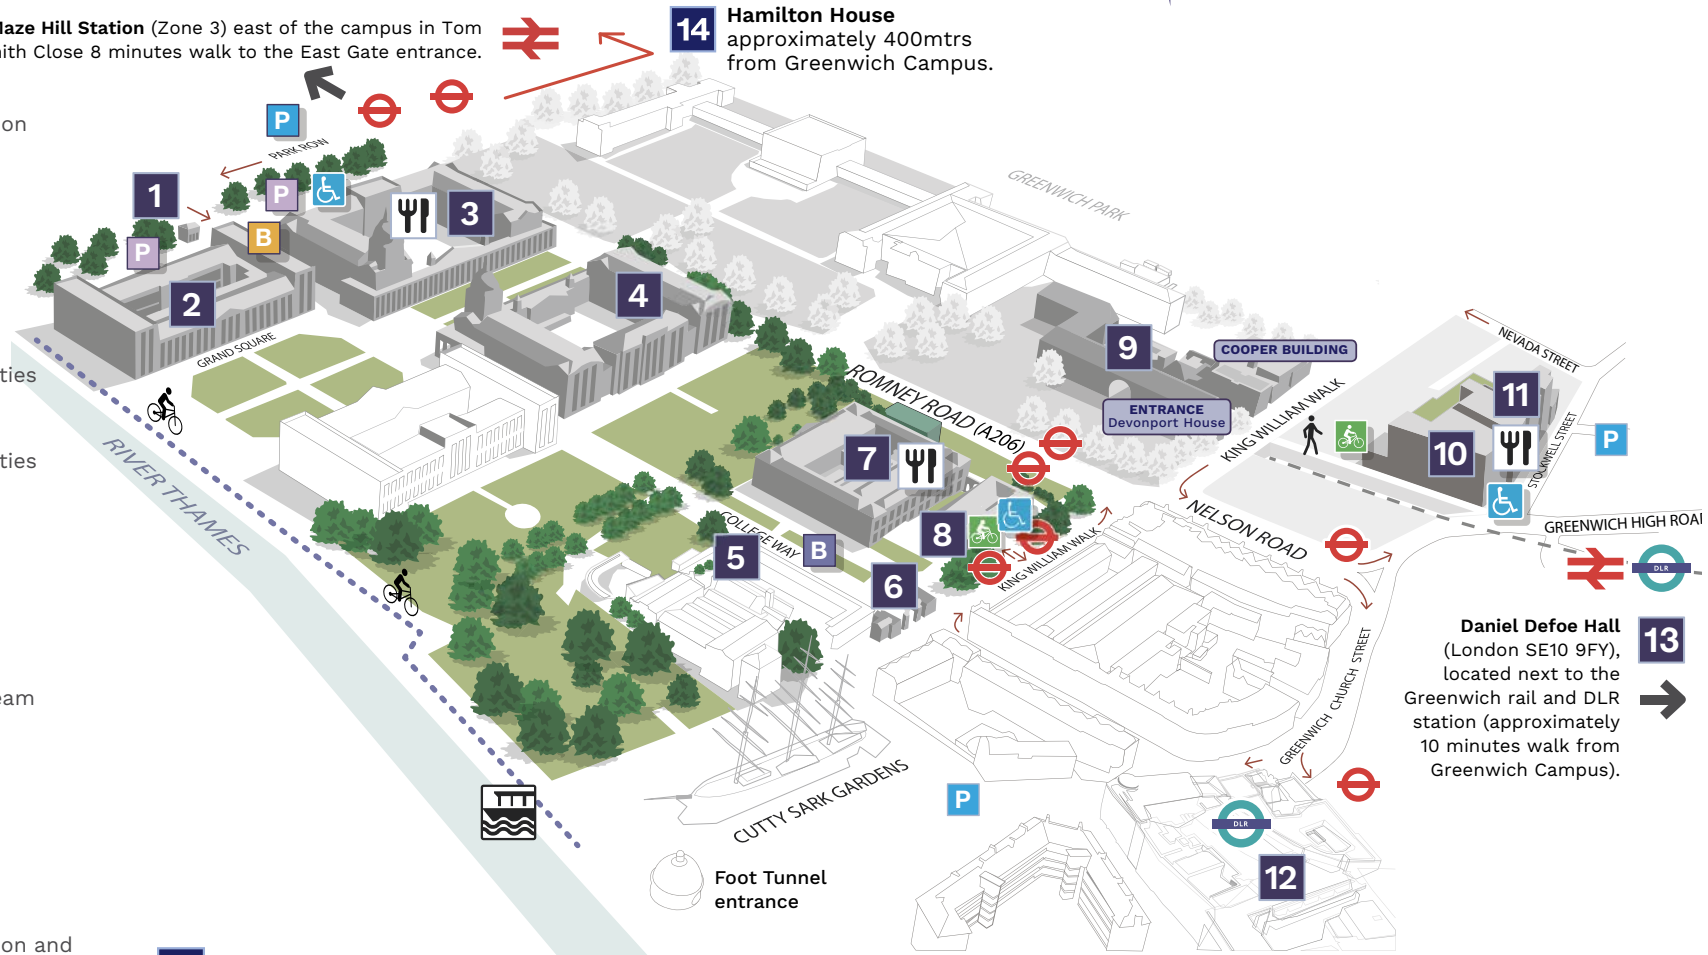 Maze Hill Station (Zone 3) east of the campus in Tom
Smith Close 8 minutes walk to the East Gate entrance.
14
Hamilton House
approximately 400mtrs
from Greenwich Campus.
P
on
PARK ROW
1
P
3
B
P
GREENWICH PARK
2
4
GRAND SQUARE
9
COOPER BUILDING
NEVADA STREET
ties
ROMNEY ROAD (A206)
ENTRANCE
Devonport House
KING WILLIAM WALK
11
10
STOCKWELL STREET
P
RIVER THAMES
ties
7
COLLEGE WAY
5
B
8
6
KING WILLIAM WALK
NELSON ROAD
GREENWICH HIGH ROAD
DLR
Daniel Defoe Hall
(London SE10 9FY),
located next to the
Greenwich rail and DLR
station (approximately
10 minutes walk from
Greenwich Campus).
13
eam
GREENWICH CHURCH STREET
CUTTY SARK GARDENS
P
DLR
12
Foot Tunnel
entrance
on and